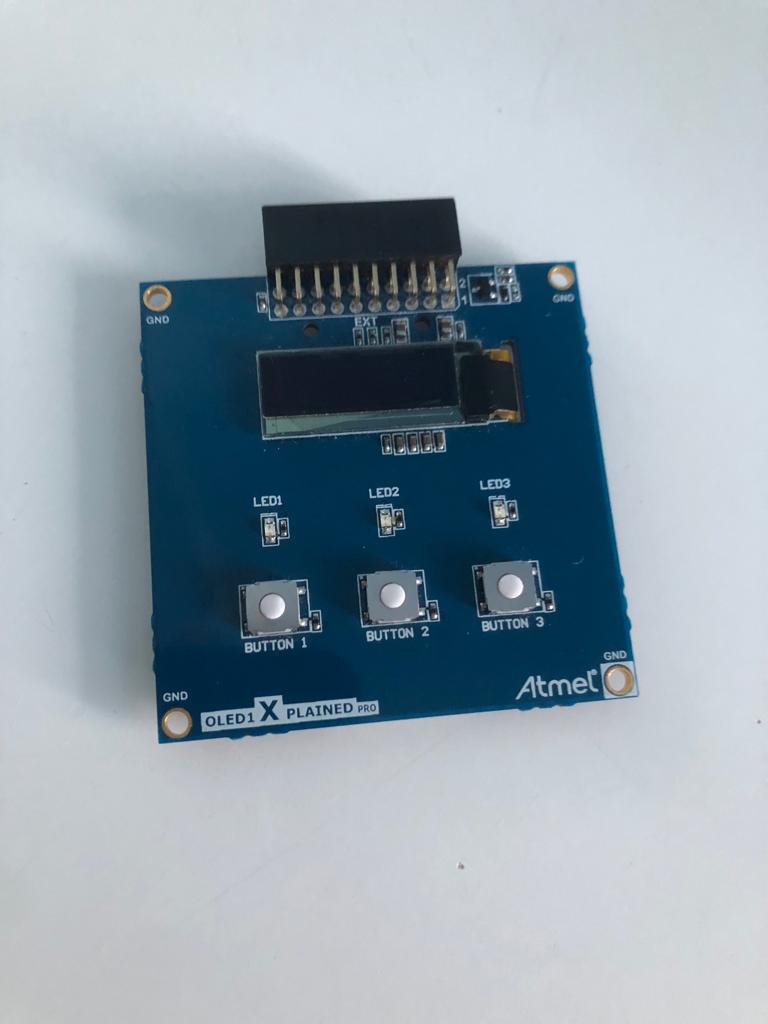 GND
2
1
GND
EXT
LED1
LED2
LED3
BUTTON 1
BUTTON 2
BUTTON 3
GND
GND
OLED1 XPLAINED PRO
Atmel